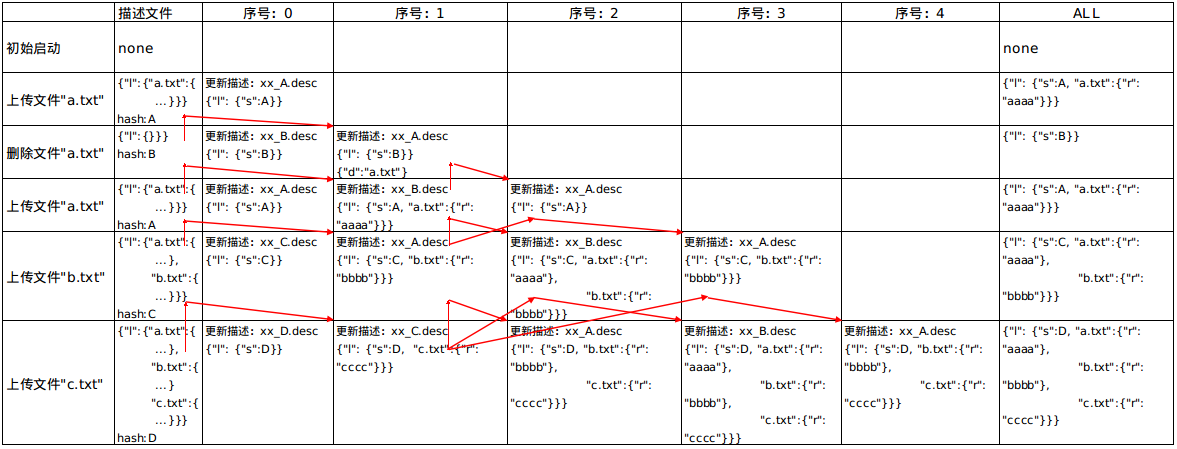 描述文件 序号：0 序号：1 序号：2 序号：3 序号：4 ALL
初始启动 none none
上传文件"a.txt"
{"l":{"a.txt":{
...}}}
hash:A
更新描述：xx_A.desc
{"l": {"s":A}}
{"l": {"s":A, "a.txt":{"r":
"aaaa"}}}
删除文件"a.txt"
{"l":{}}}
hash:B
更新描述：xx_B.desc
{"l": {"s":B}}
更新描述：xx_A.desc
{"l": {"s":B}}
{"d":"a.txt"}
{"l": {"s":B}}
上传文件"a.txt"
{"l":{"a.txt":{
...}}}
hash:A
更新描述：xx_A.desc
{"l": {"s":A}}
更新描述：xx_B.desc
{"l": {"s":A, "a.txt":{"r":
"aaaa"}}}
更新描述：xx_A.desc
{"l": {"s":A}}
{"l": {"s":A, "a.txt":{"r":
"aaaa"}}}
上传文件"b.txt"
{"l":{"a.txt":{
...},
"b.txt":{
...}}}
hash:C
更新描述：xx_C.desc
{"l": {"s":C}}
更新描述：xx_A.desc
{"l": {"s":C, "b.txt":{"r":
"bbbb"}}}
更新描述：xx_B.desc
{"l": {"s":C, "a.txt":{"r":
"aaaa"},
"b.txt":{"r":
"bbbb"}}}
更新描述：xx_A.desc
{"l": {"s":C, "b.txt":{"r":
"bbbb"}}}
{"l": {"s":C, "a.txt":{"r":
"aaaa"},
"b.txt":{"r":
"bbbb"}}}
上传文件"c.txt"
{"l":{"a.txt":{
...},
"b.txt":{
...}
"c.txt":{
...}}}
hash:D
更新描述：xx_D.desc
{"l": {"s":D}}
更新描述：xx_C.desc
{"l": {"s":D, "c.txt":{"r":
"cccc"}}}
更新描述：xx_A.desc
{"l": {"s":D, "b.txt":{"r":
"bbbb"},
"c.txt":{"r":
"cccc"}}}
更新描述：xx_B.desc
{"l": {"s":D, "a.txt":{"r":
"aaaa"},
"b.txt":{"r":
"bbbb"},
"c.txt":{"r":
"cccc"}}}
更新描述：xx_A.desc
{"l": {"s":D, "b.txt":{"r":
"bbbb"},
"c.txt":{"r":
"cccc"}}}
{"l": {"s":D, "a.txt":{"r":
"aaaa"},
"b.txt":{"r":
"bbbb"},
"c.txt":{"r":
"cccc"}}}